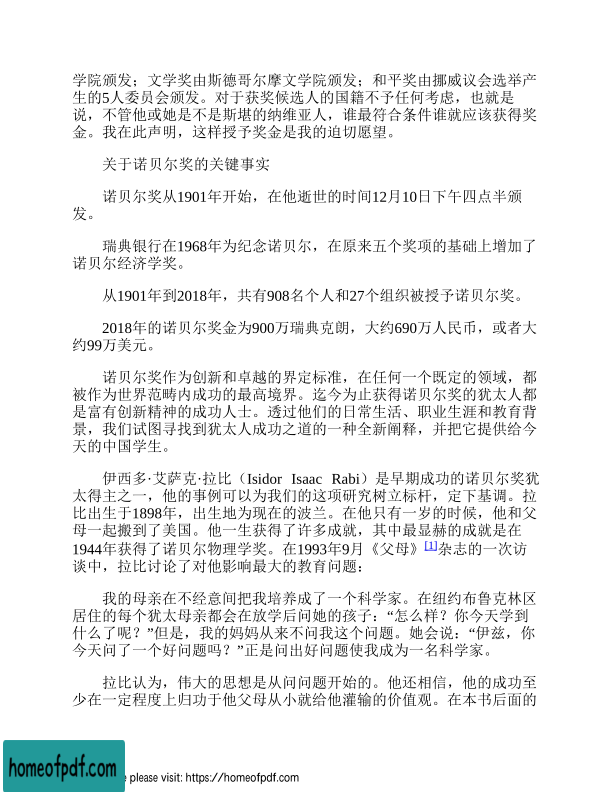 学院颁发；文学奖由斯德哥尔摩文学院颁发；和平奖由挪威议会选举产
生的5人委员会颁发。对于获奖候选人的国籍不予任何考虑，也就是
说，不管他或她是不是斯堪的纳维亚人，谁最符合条件谁就应该获得奖
金。我在此声明，这样授予奖金是我的迫切愿望。
关于诺贝尔奖的关键事实
诺贝尔奖从1901年开始，在他逝世的时间12月10日下午四点半颁
发。
瑞典银行在1968年为纪念诺贝尔，在原来五个奖项的基础上增加了
诺贝尔经济学奖。
从1901年到2018年，共有908名个人和27个组织被授予诺贝尔奖。
2018年的诺贝尔奖金为900万瑞典克朗，大约690万人民币，或者大
约99万美元。
诺贝尔奖作为创新和卓越的界定标准，在任何一个既定的领域，都
被作为世界范畴内成功的最高境界。迄今为止获得诺贝尔奖的犹太人都
是富有创新精神的成功人士。透过他们的日常生活、职业生涯和教育背
景，我们试图寻找到犹太人成功之道的一种全新阐释，并把它提供给今
天的中国学生。
伊西多·艾萨克·拉比（Isidor Isaac Rabi）是早期成功的诺贝尔奖犹
太得主之一，他的事例可以为我们的这项研究树立标杆，定下基调。拉
比出生于1898年，出生地为现在的波兰。在他只有一岁的时候，他和父
母一起搬到了美国。他一生获得了许多成就，其中最显赫的成就是在
1944年获得了诺贝尔物理学奖。在1993年9月《父母》[1]杂志的一次访
谈中，拉比讨论了对他影响最大的教育问题：
我的母亲在不经意间把我培养成了一个科学家。在纽约布鲁克林区
居住的每个犹太母亲都会在放学后问她的孩子：“怎么样？你今天学到
什么了呢？”但是，我的妈妈从来不问我这个问题。她会说：“伊兹，你
今天问了一个好问题吗？”正是问出好问题使我成为一名科学家。
拉比认为，伟大的思想是从问问题开始的。他还相信，他的成功至
少在一定程度上归功于他父母从小就给他灌输的价值观。在本书后面的
homeofpdf.com
e please visit: https://homeofpdf.com